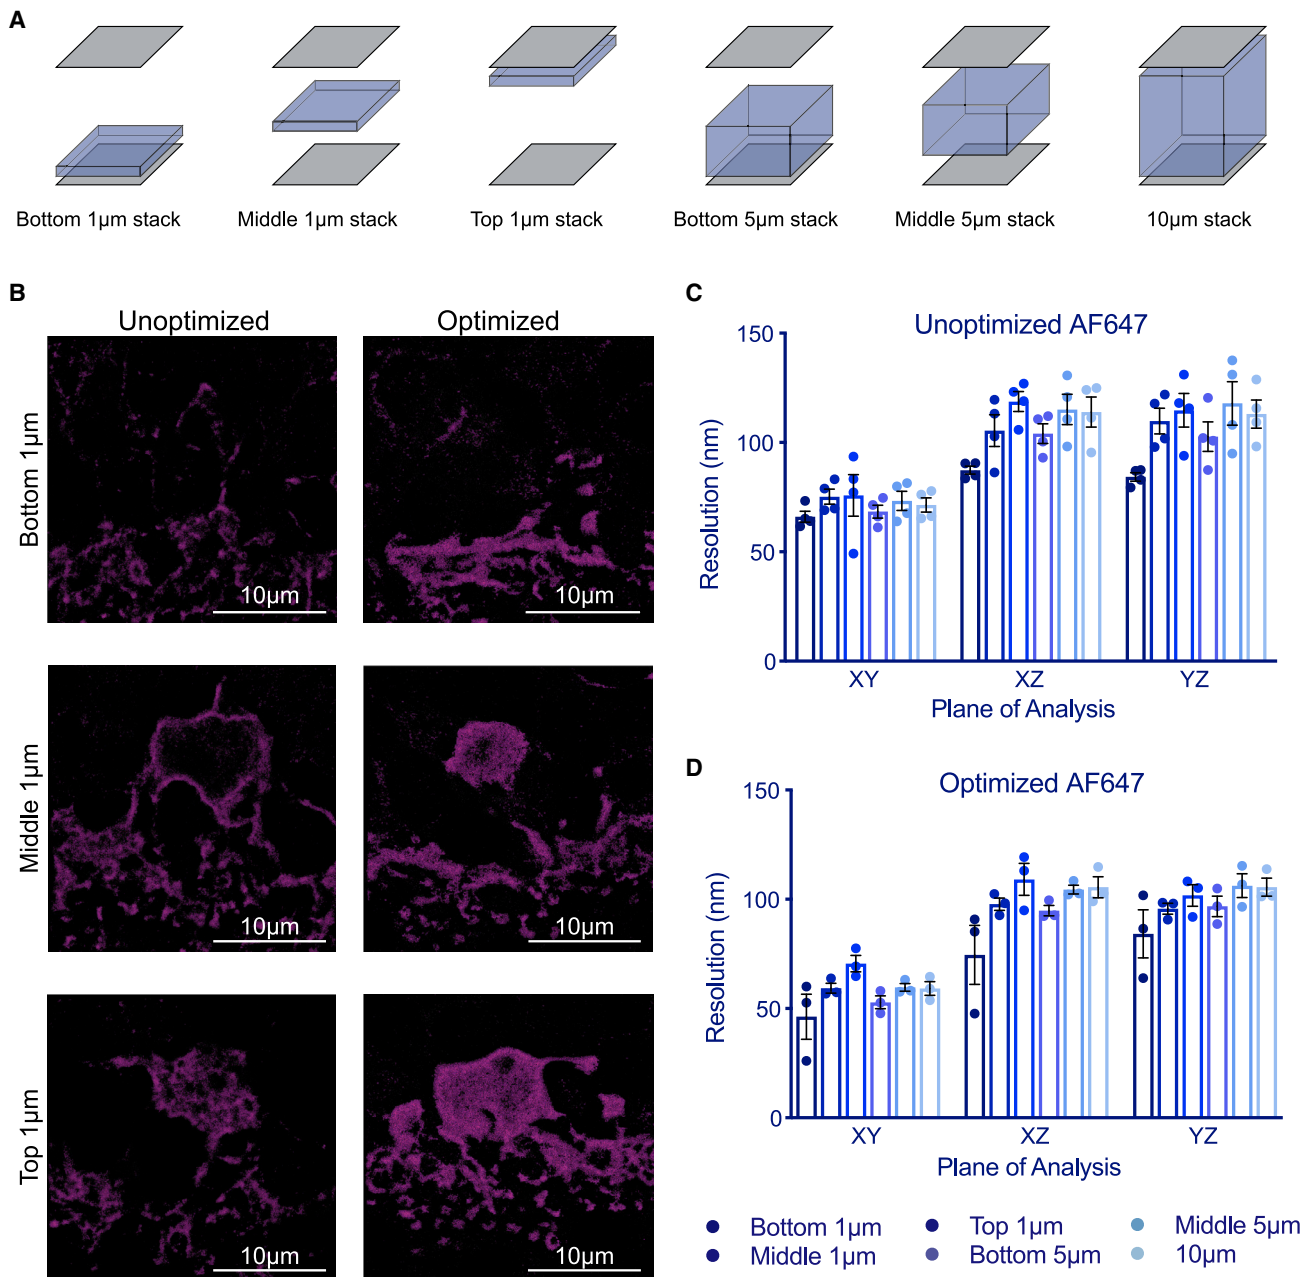 A
Bottom 1µm stack
Middle 1µm stack
Top 1µm stack
Bottom 5µm stack
Middle 5µm stack
10µm stack
B
Unoptimized
Optimized
Bottom 1µm
10µm
10µm
Middle 1µm
10µm
10µm
Top 1µm
10µm
10µm
C
Unoptimized AF647
Resolution (nm)
150
100
50
0
XY
XZ
YZ
Plane of Analysis
D
Optimized AF647
Resolution (nm)
150
100
50
0
XY
XZ
YZ
Plane of Analysis
Bottom 1µm
Top 1µm
Middle 5µm
Middle 1µm
Bottom 5µm
10µm